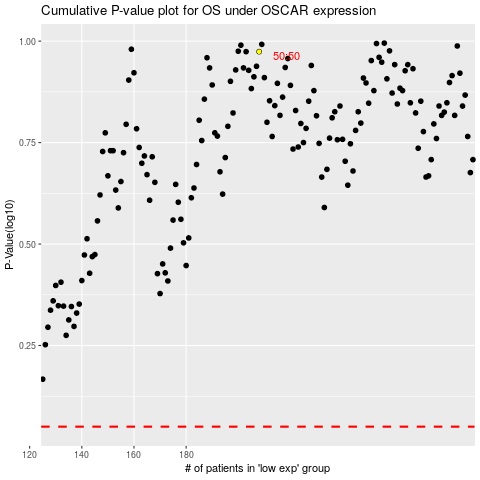 Cumulative P-value plot for OS under OSCAR expression
P-Value(log10)
1.00
0.75
0.50
0.25
50:50
120 140 160 180
# of patients in 'low exp' group